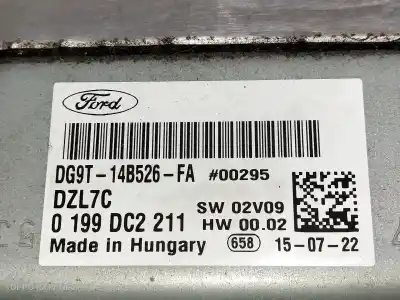 Ford
DG9T-14B526-FA #00295
DZL7C
0 199 DC2 211 SW 02V09
HW 00.02
Made in Hungary 658 15-07-22